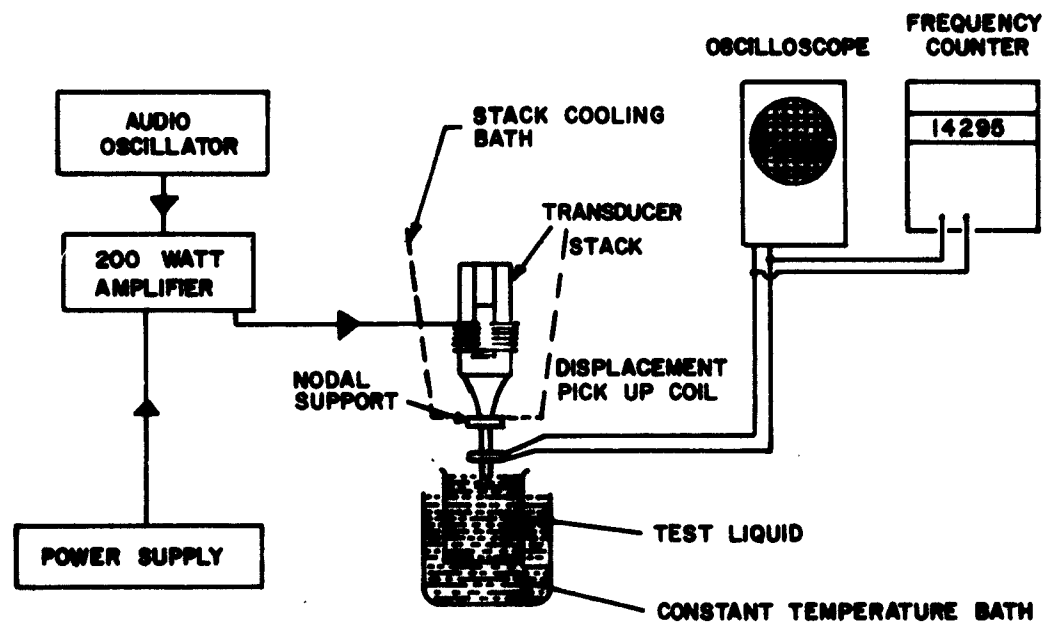 OSCILLOSCOPE
FREQUENCY
COUNTER
14295
AUDIO
OSCILLATOR
STACK COOLING
BATH
TRANSDUCER
STACK
200 WATT
AMPLIFIER
NODAL
SUPPORT
DISPLACEMENT
PICK UP COIL
POWER SUPPLY
TEST LIQUID
CONSTANT TEMPERATURE BATH